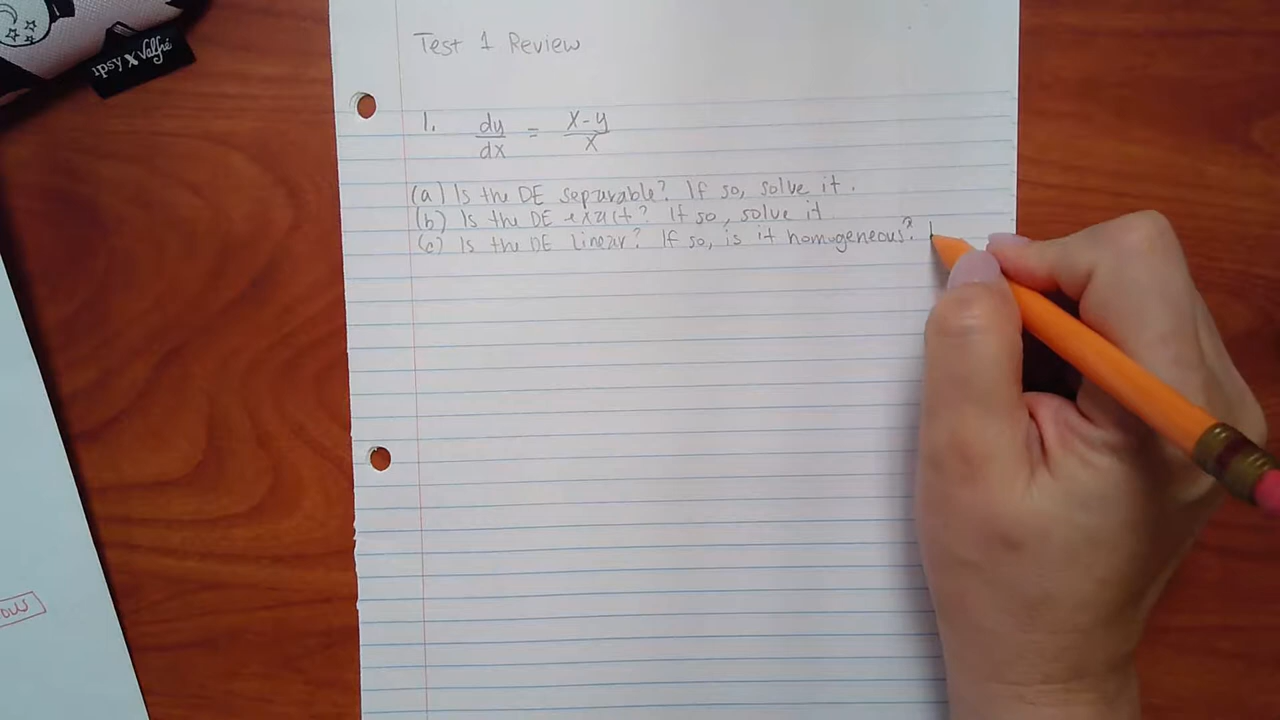 ipsy x Valfré
Test 1 Review
1. dy/dx = x-y/x
(a) Is the DE separable? If so, solve it.
(b) Is the DE exact? If so, solve it
(c) Is the DE linear? If so, is it homogeneous?